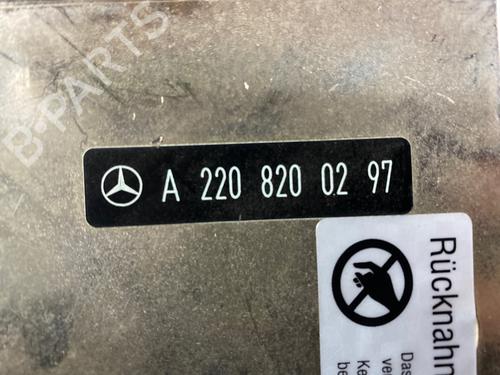 B-PARTS
A 220 820 02 97
Rücknahm
Das
ve
Ke
be